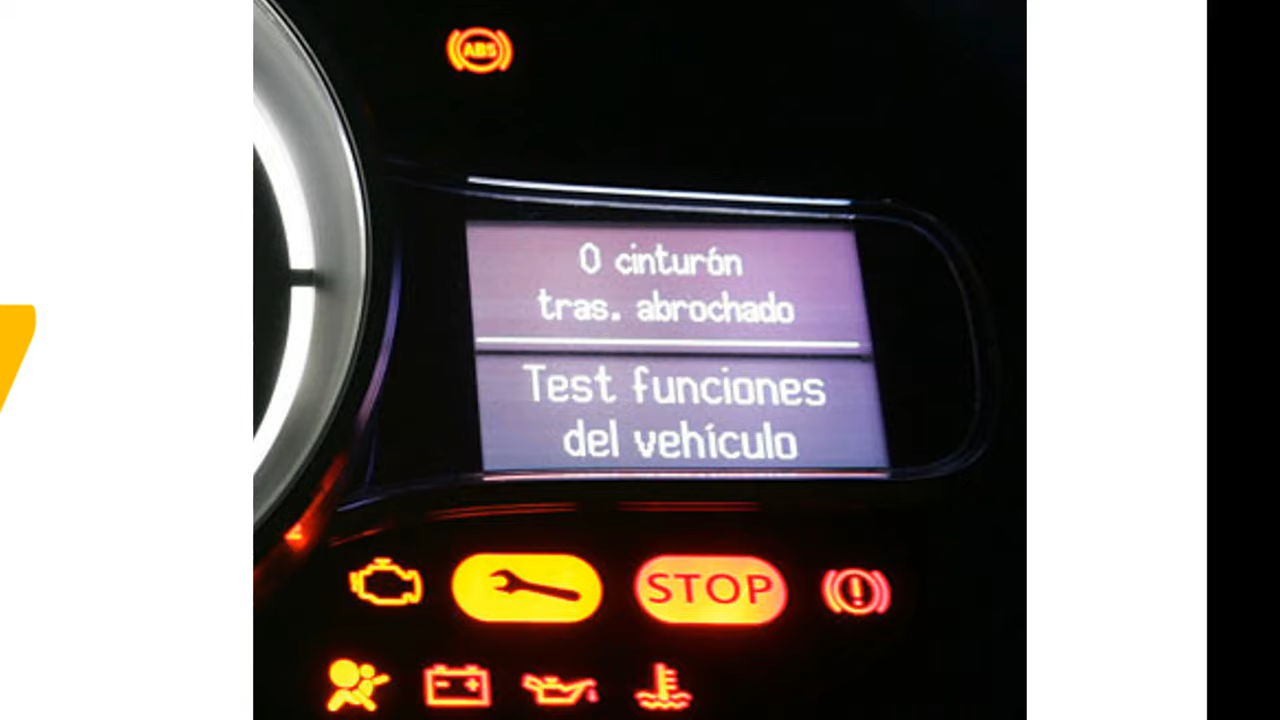 ABS
0 cinturón
tras. abrochado
Test funciones
del vehículo
STOP